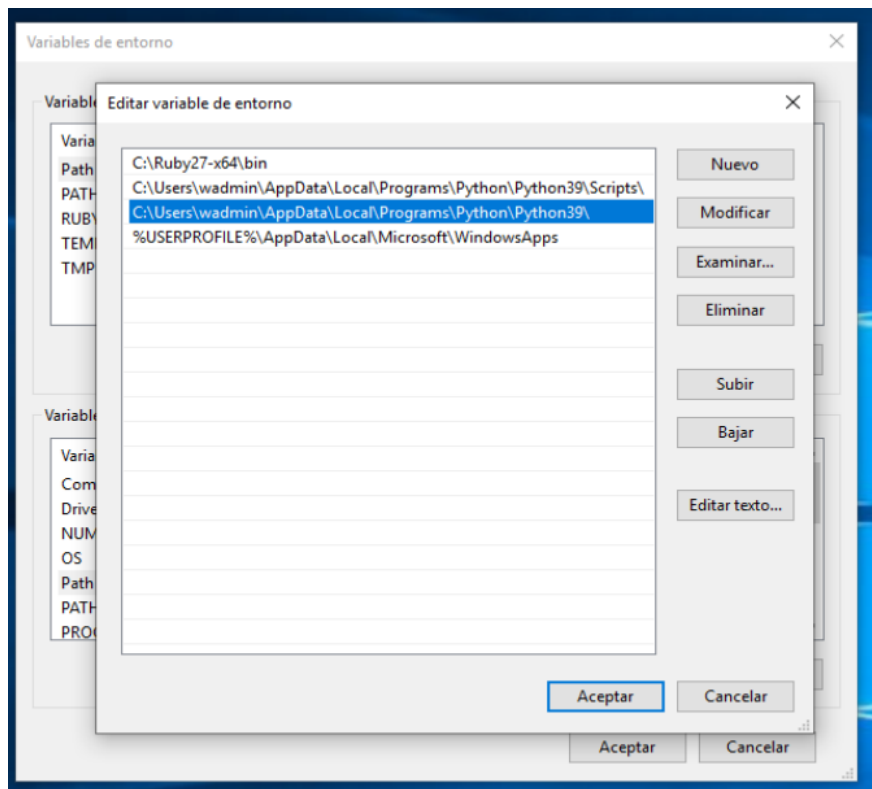 Variables de entorno
Editar variable de entorno
C:\Ruby27-x64\bin
C:\Users\wadmin\AppData\Local\Programs\Python\Python39\Scripts\
C:\Users\wadmin\AppData\Local\Programs\Python\Python39\
%USERPROFILE%\AppData\Local\Microsoft\WindowsApps
Nuevo
Modificar
Examinar...
Eliminar
Subir
Bajar
Editar texto...
Aceptar
Cancelar
Path
TMP
OS
Path
Aceptar
Cancelar